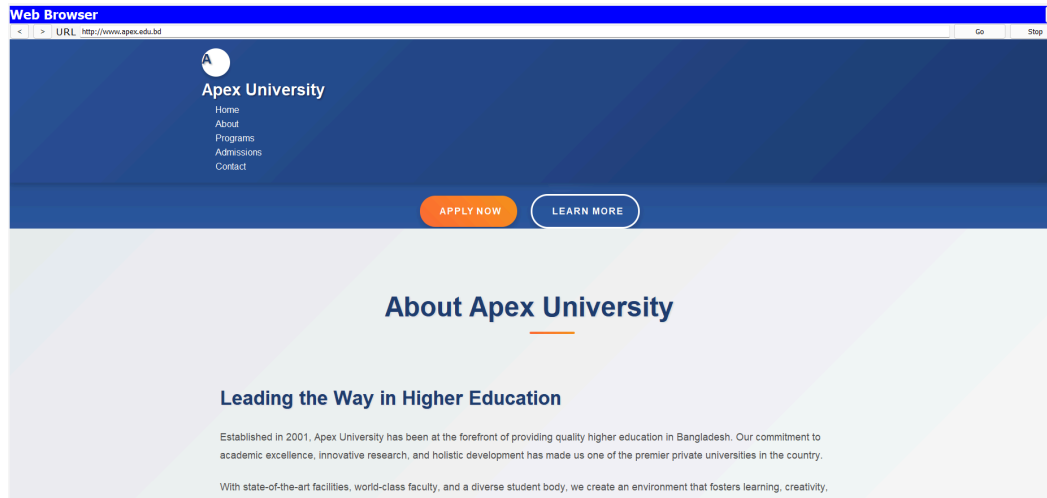 Web Browser
< > URL http://www.apex.edu.bd Go Stop
A
Apex University
Home
About
Programs
Admissions
Contact
APPLY NOW LEARN MORE
About Apex University
Leading the Way in Higher Education
Established in 2001, Apex University has been at the forefront of providing quality higher education in Bangladesh. Our commitment to
academic excellence, innovative research, and holistic development has made us one of the premier private universities in the country.
With state-of-the-art facilities, world-class faculty, and a diverse student body, we create an environment that fosters learning, creativity,